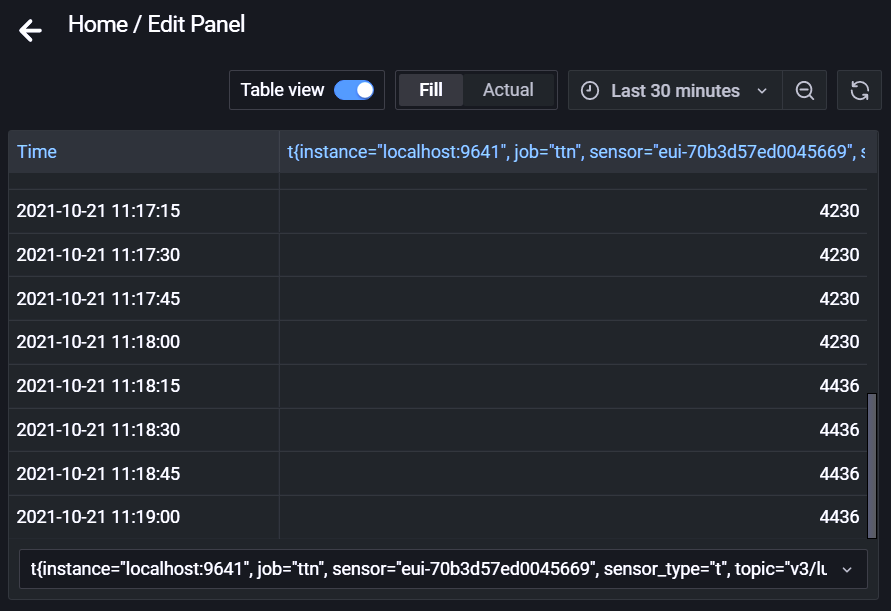 Home / Edit Panel
Table view Fill Actual Last 30 minutes
Time t{instance="localhost:9641", job="ttn", sensor="eui-70b3d57ed0045669", s
2021-10-21 11:17:15 4230
2021-10-21 11:17:30 4230
2021-10-21 11:17:45 4230
2021-10-21 11:18:00 4230
2021-10-21 11:18:15 4436
2021-10-21 11:18:30 4436
2021-10-21 11:18:45 4436
2021-10-21 11:19:00 4436
t{instance="localhost:9641", job="ttn", sensor="eui-70b3d57ed0045669", sensor_type="t", topic="v3/lu